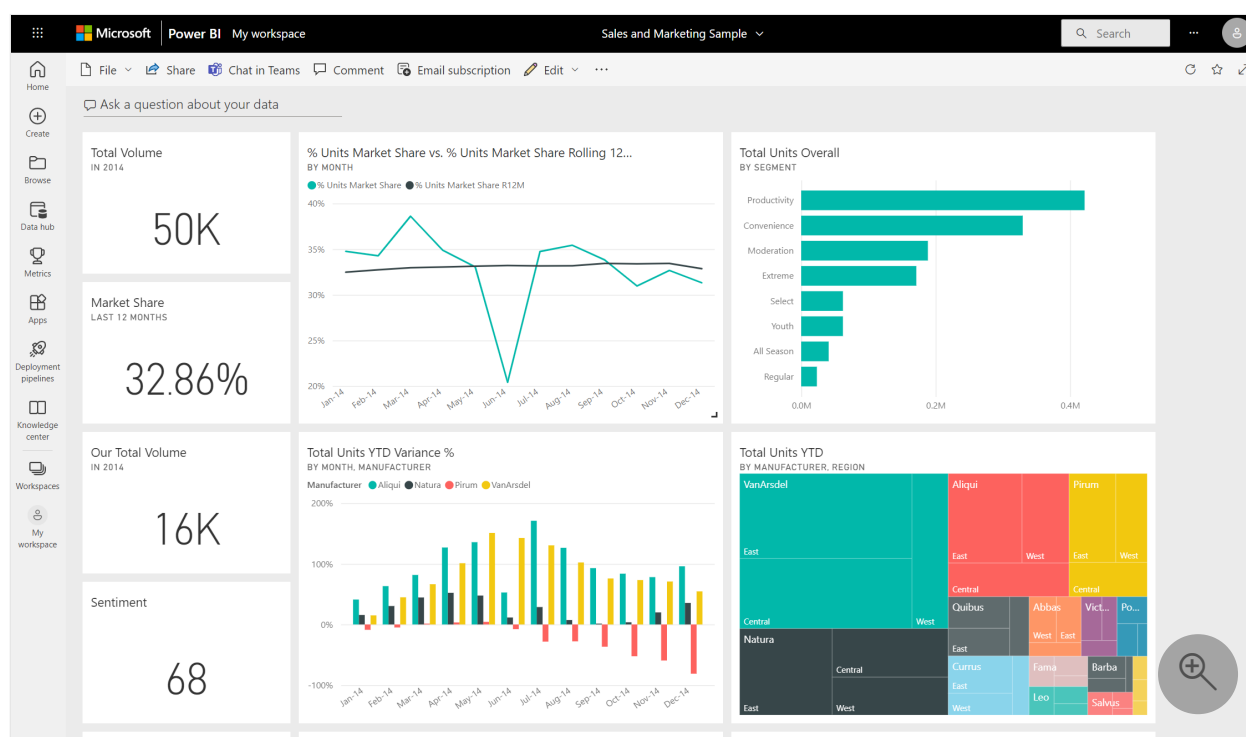 Microsoft Power BI My workspace
Sales and Marketing Sample
Search
File Share Chat in Teams Comment Email subscription Edit
Home
Create
Browse
Data hub
Metrics
Apps
Deployment
pipelines
Knowledge
center
Workspaces
My
workspace
Ask a question about your data
Total Volume
IN 2014
50K
Market Share
LAST 12 MONTHS
32.86%
Our Total Volume
IN 2014
16K
Sentiment
68
% Units Market Share vs. % Units Market Share Rolling 12...
BY MONTH
% Units Market Share % Units Market Share R12M
40%
35%
30%
25%
20%
Jan-14 Feb-14 Mar-14 Apr-14 May-14 Jun-14 Jul-14 Aug-14 Sep-14 Oct-14 Nov-14 Dec-14
Total Units Overall
BY SEGMENT
Productivity
Convenience
Moderation
Extreme
Select
Youth
All Season
Regular
0.0M 0.2M 0.4M
Total Units YTD Variance %
BY MONTH, MANUFACTURER
Manufacturer Aliqui Natura Pirum VanArsdel
200%
100%
0%
-100%
Jan-14 Feb-14 Mar-14 Apr-14 May-14 Jun-14 Jul-14 Aug-14 Sep-14 Oct-14 Nov-14 Dec-14
Total Units YTD
BY MANUFACTURER, REGION
VanArsdel
East
Central
West
Natura
East
Central
West
Aliqui
East
West
Central
Pirum
East
West
Central
Quibus
East
Abbas
West East
Vict...
Po...
Currus
East
West
Fama
Leo
Barba
Salvus